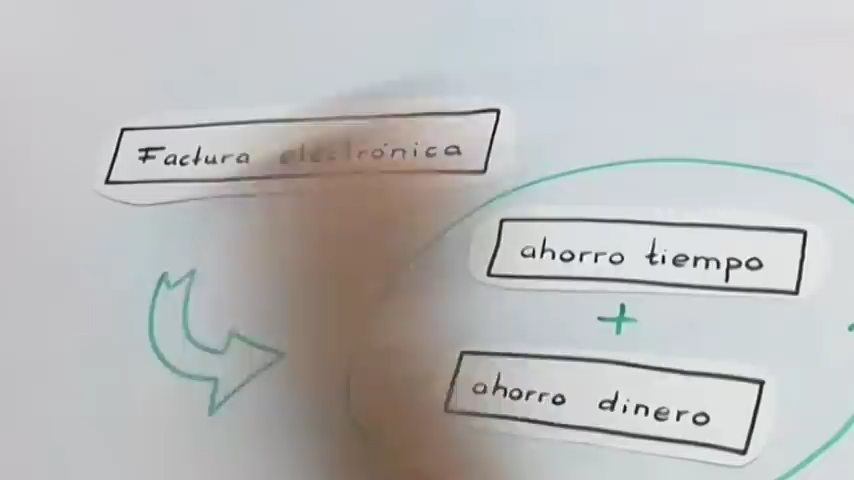 Factura electrónica
ahorro tiempo
+
ahorro dinero